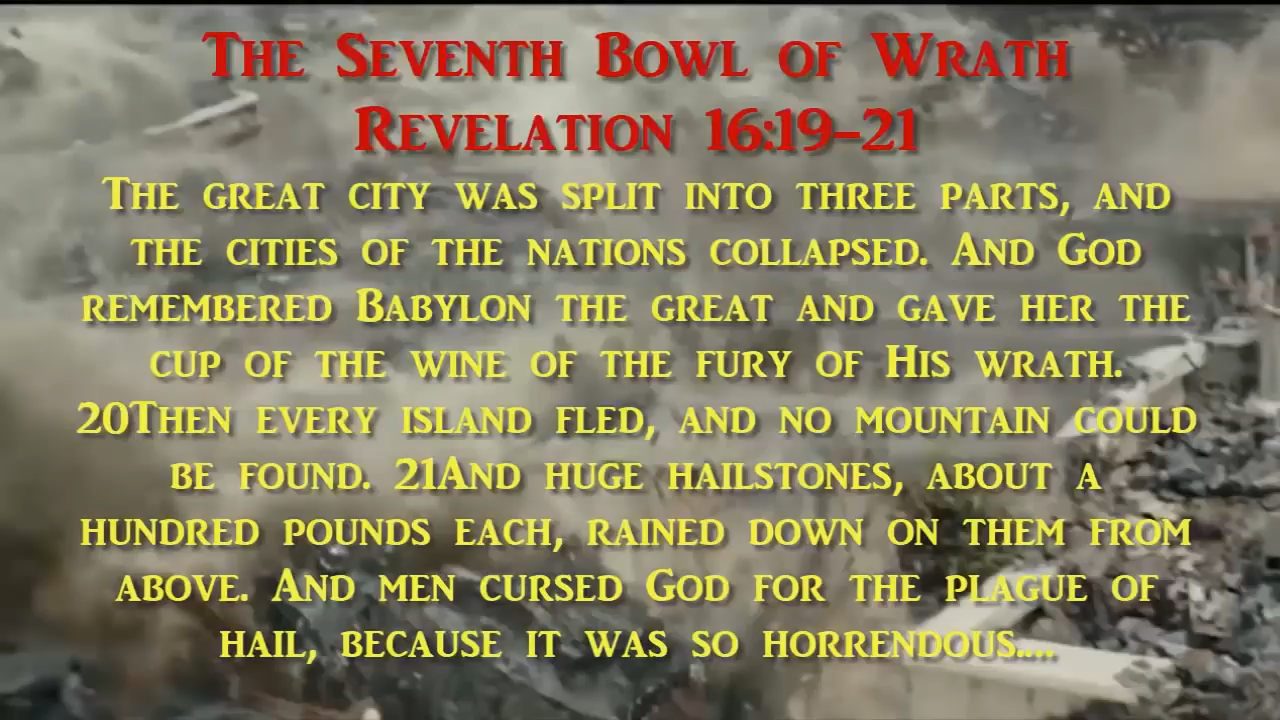 The Seventh Bowl of Wrath
Revelation 16:19–21
The great city was split into three parts, and
the cities of the nations collapsed. And God
remembered Babylon the great and gave her the
cup of the wine of the fury of His wrath.
20Then every island fled, and no mountain could
be found. 21And huge hailstones, about a
hundred pounds each, rained down on them from
above. And men cursed God for the plague of
hail, because it was so horrendous....